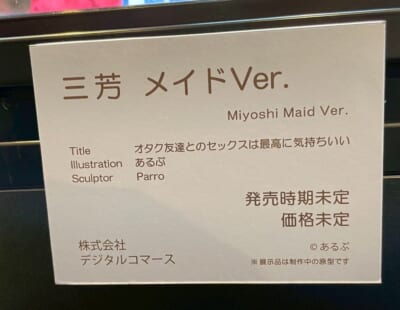 三芳 メイドVer.
Miyoshi Maid Ver.
Title オタク友達とのセックスは最高に気持ちいい
Illustration あるぷ
Sculptor Parro
発売時期未定
価格未定
株式会社
デジタルコマース
© あるぷ
※展示品は制作中の原型です